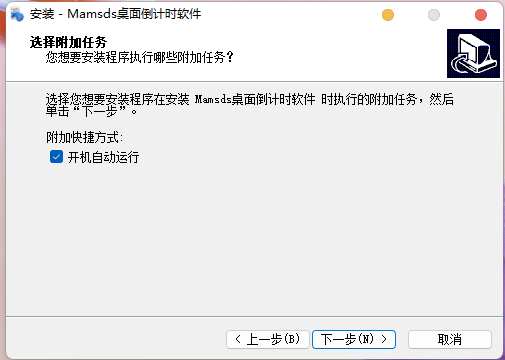 安装 - Mamsds桌面倒计时软件
选择附加任务
您想要安装程序执行哪些附加任务？
选择您想要安装程序在安装 Mamsds桌面倒计时软件 时执行的附加任务，然后
单击“下一步”。
附加快捷方式:
开机自动运行
< 上一步(B)
下一步(N) >
取消